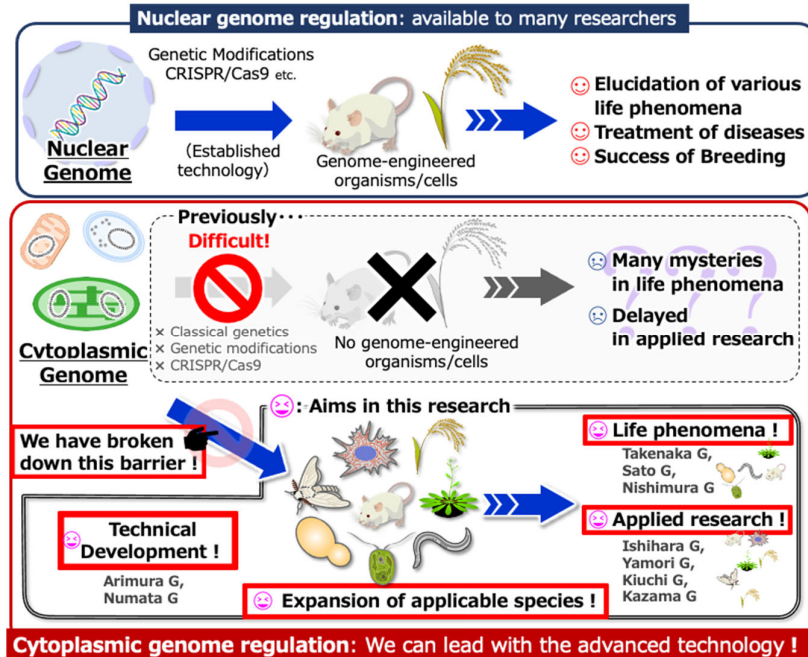 Nuclear genome regulation: available to many researchers
Genetic Modifications
CRISPR/Cas9 etc.
(Established
technology)
Nuclear
Genome
Genome-engineered
organisms/cells
Elucidation of various
life phenomena
Treatment of diseases
Success of Breeding
Previously・・・
Difficult!
× Classical genetics
× Genetic modifications
× CRISPR/Cas9
Cytoplasmic
Genome
No genome-engineered
organisms/cells
???
Many mysteries
in life phenomena
Delayed
in applied research
: Aims in this research
We have broken
down this barrier !
Technical
Development !
Arimura G,
Numata G
Expansion of applicable species !
Life phenomena !
Takenaka G,
Sato G,
Nishimura G
Applied research !
Ishihara G,
Yamori G,
Kiuchi G,
Kazama G
Cytoplasmic genome regulation: We can lead with the advanced technology !